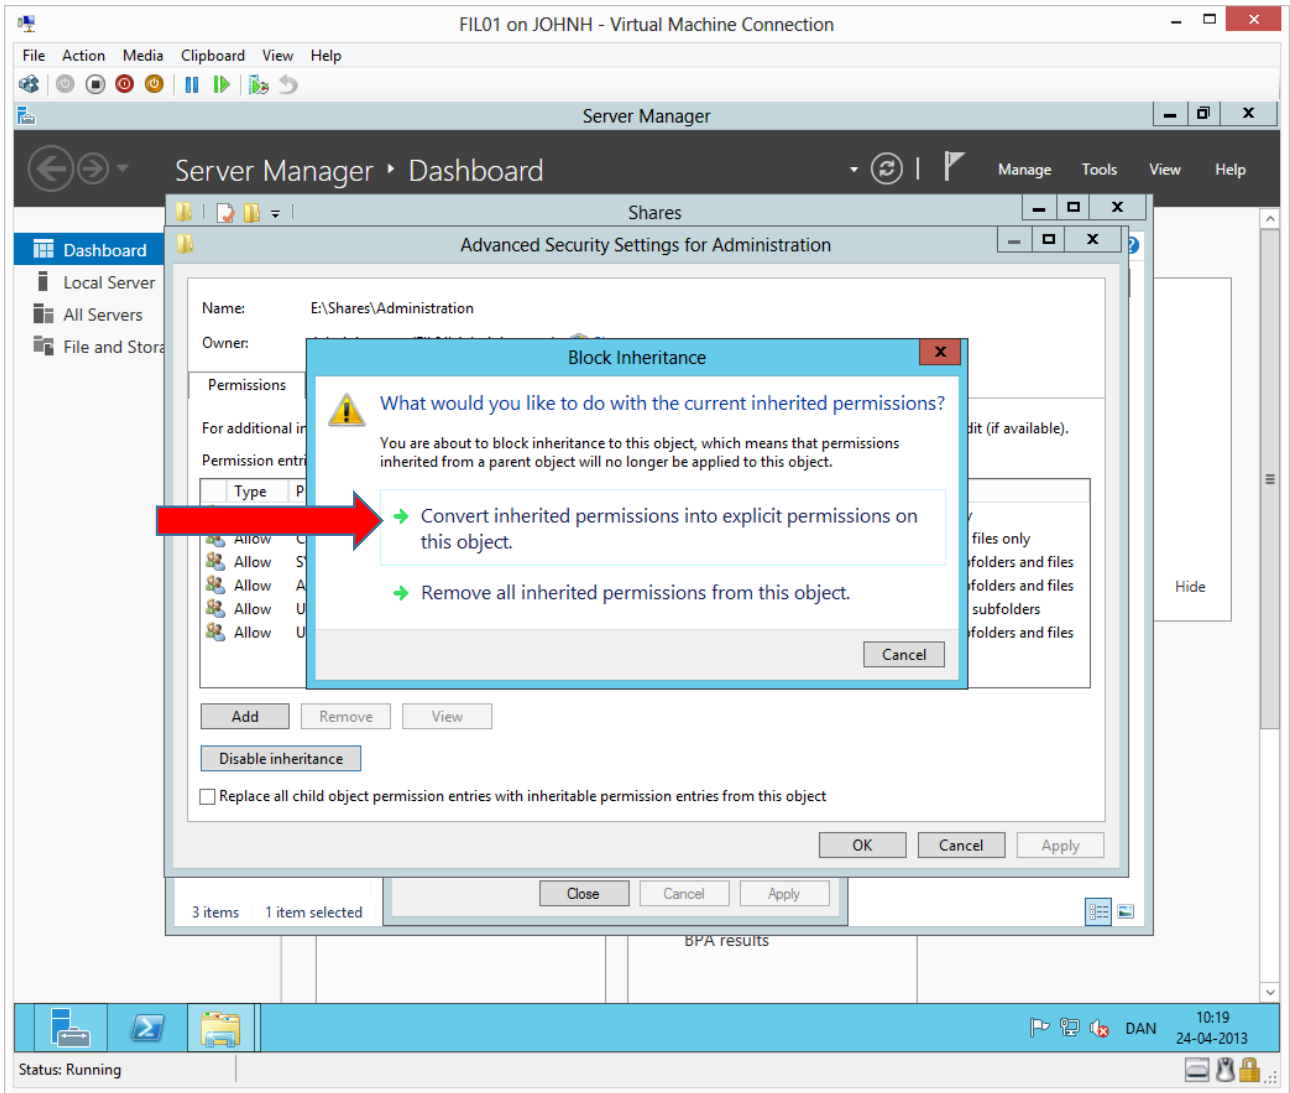 FIL01 on JOHNH - Virtual Machine Connection
File Action Media Clipboard View Help
Server Manager
Server Manager Dashboard
Manage Tools View Help
Shares
Advanced Security Settings for Administration
Dashboard
Local Server
All Servers
File and Stora
Name: E:\Shares\Administration
Owner:
Block Inheritance
Permissions
What would you like to do with the current inherited permissions?
For additional in
dit (if available).
You are about to block inheritance to this object, which means that permissions
inherited from a parent object will no longer be applied to this object.
Permission entri
Type P
Convert inherited permissions into explicit permissions on
this object.
Allow C files only
Allow S folders and files
Allow A folders and files
Allow U subfolders
Allow U folders and files
Remove all inherited permissions from this object.
Hide
Cancel
Add Remove View
Disable inheritance
Replace all child object permission entries with inheritable permission entries from this object
OK Cancel Apply
Close Cancel Apply
3 items 1 item selected
BPA results
DAN
10:19
24-04-2013
Status: Running